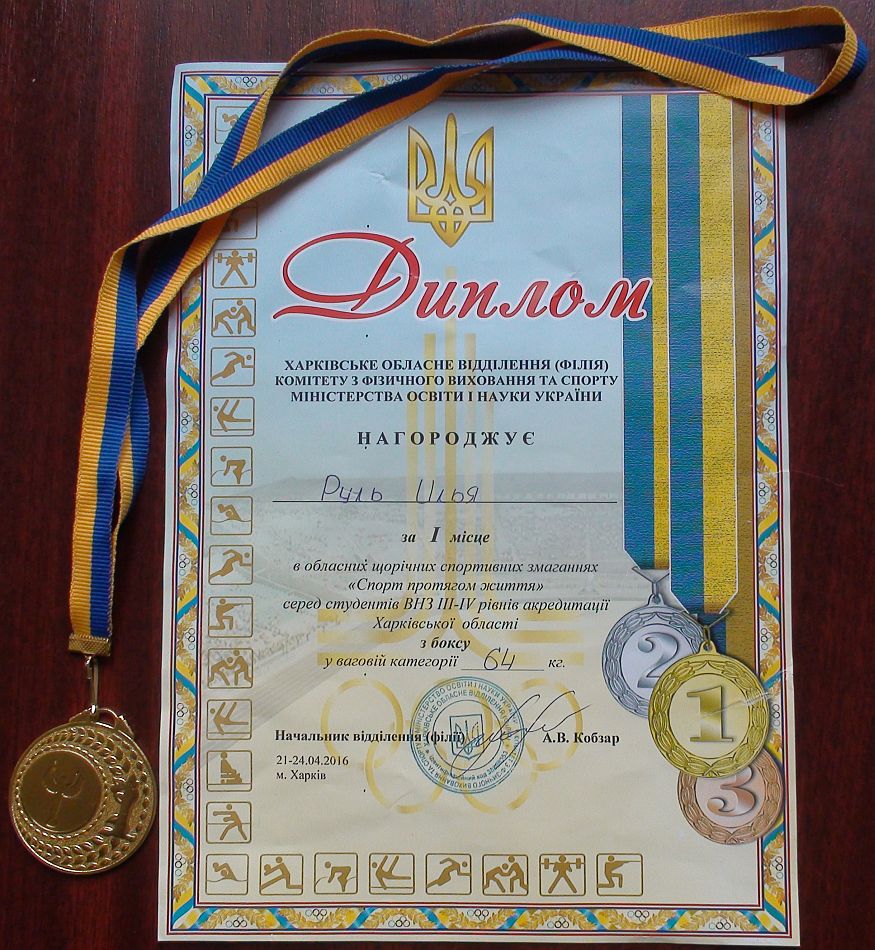 Диплом
ХАРКІВСЬКЕ ОБЛАСНЕ ВІДДІЛЕННЯ (ФІЛІЯ)
КОМІТЕТУ З ФІЗИЧНОГО ВИХОВАННЯ ТА СПОРТУ
МІНІСТЕРСТВА ОСВІТИ І НАУКИ УКРАЇНИ
НАГОРОДЖУЄ
Руль Илья
за I місце
в обласних щорічних спортивних змаганнях
«Спорт протягом життя»
серед студентів ВНЗ III-IV рівнів акредитації
Харківської області
з боксу
у ваговій категорії 64 кг.
2
1
3
Начальник відділення (філії) А.В. Кобзар
21-24.04.2016
м. Харків